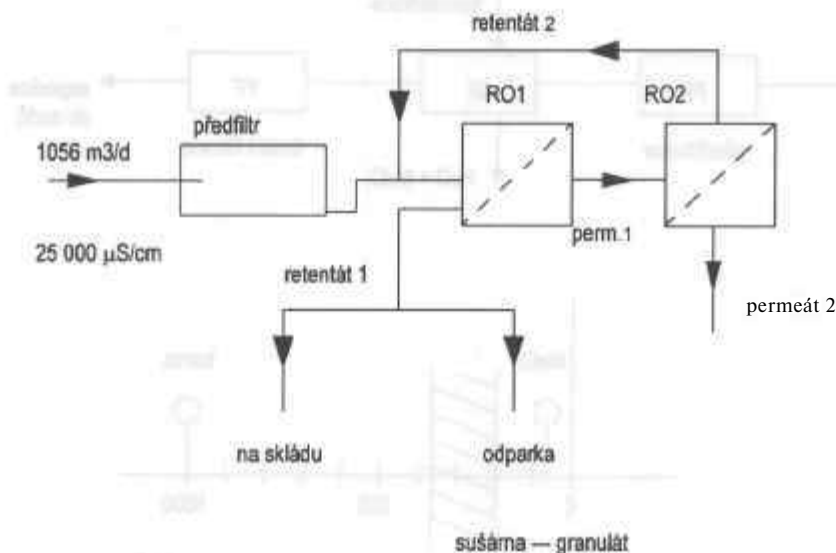 retentát 2
RO1
RO2
předfiltr
1056 m3/d
25 000 µS/cm
perm.1
retentát 1
permeát 2
na skládu
odparka
sušárna — granulát